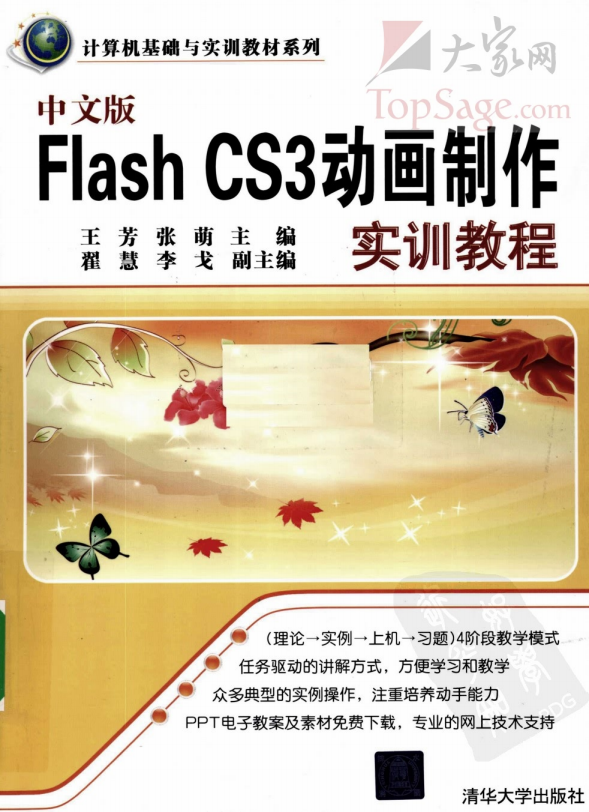 计算机基础与实训教材系列
大家网
TopSage.com
中文版
Flash CS3动画制作
实训教程
王 芳 张 萌 主 编
翟 慧 李 戈 副主编
(理论→实例→上机→习题)4阶段教学模式
任务驱动的讲解方式，方便学习和教学
众多典型的实例操作，注重培养动手能力
PPT电子教案及素材免费下载，专业的网上技术支持
PDG
清华大学出版社